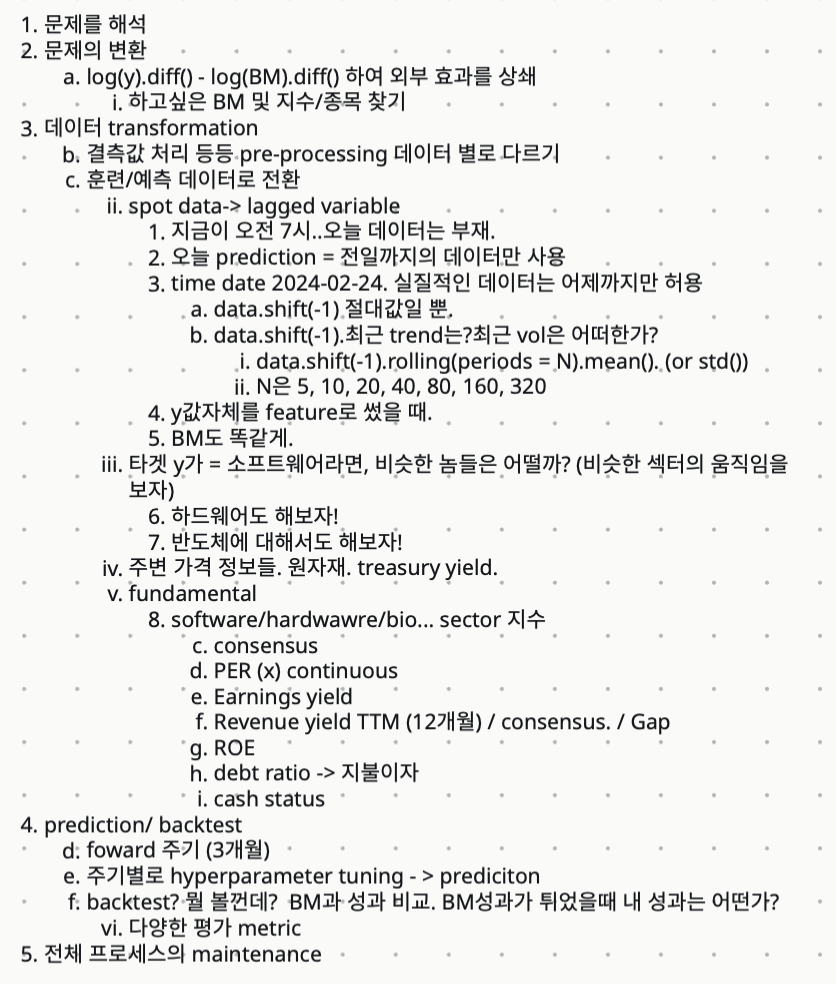 1. 문제를 해석
2. 문제의 변환
a. log(y).diff() - log(BM).diff() 하여 외부 효과를 상쇄
i. 하고싶은 BM 및 지수/종목 찾기
3. 데이터 transformation
b. 결측값 처리 등등 pre-processing 데이터 별로 다르기
c. 훈련/예측 데이터로 전환
ii. spot data-> lagged variable
1. 지금이 오전 7시..오늘 데이터는 부재.
2. 오늘 prediction = 전일까지의 데이터만 사용
3. time date 2024-02-24. 실질적인 데이터는 어제까지만 허용
a. data.shift(-1) 절대값일 뿐.
b. data.shift(-1).최근 trend는?최근 vol은 어떠한가?
i. data.shift(-1).rolling(periods = N).mean(). (or std())
ii. N은 5, 10, 20, 40, 80, 160, 320
4. y값자체를 feature로 썼을 때.
5. BM도 똑같게.
iii. 타겟 y가 = 소프트웨어라면, 비슷한 놈들은 어떨까? (비슷한 섹터의 움직임을
보자)
6. 하드웨어도 해보자!
7. 반도체에 대해서도 해보자!
iv. 주변 가격 정보들. 원자재. treasury yield.
v. fundamental
8. software/hardwawre/bio... sector 지수
c. consensus
d. PER (x) continuous
e. Earnings yield
f. Revenue yield TTM (12개월) / consensus. / Gap
g. ROE
h. debt ratio -> 지불이자
i. cash status
4. prediction/ backtest
d. foward 주기 (3개월)
e. 주기별로 hyperparameter tuning - > prediciton
f. backtest? 뭘 볼껀데? BM과 성과 비교. BM성과가 튀었을때 내 성과는 어떤가?
vi. 다양한 평가 metric
5. 전체 프로세스의 maintenance